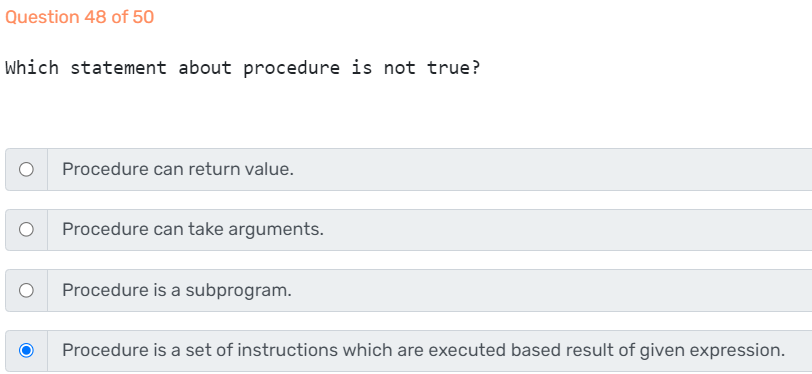 Question 48 of 50
Which statement about procedure is not true?
Procedure can return value.
Procedure can take arguments.
Procedure is a subprogram.
Procedure is a set of instructions which are executed based result of given expression.